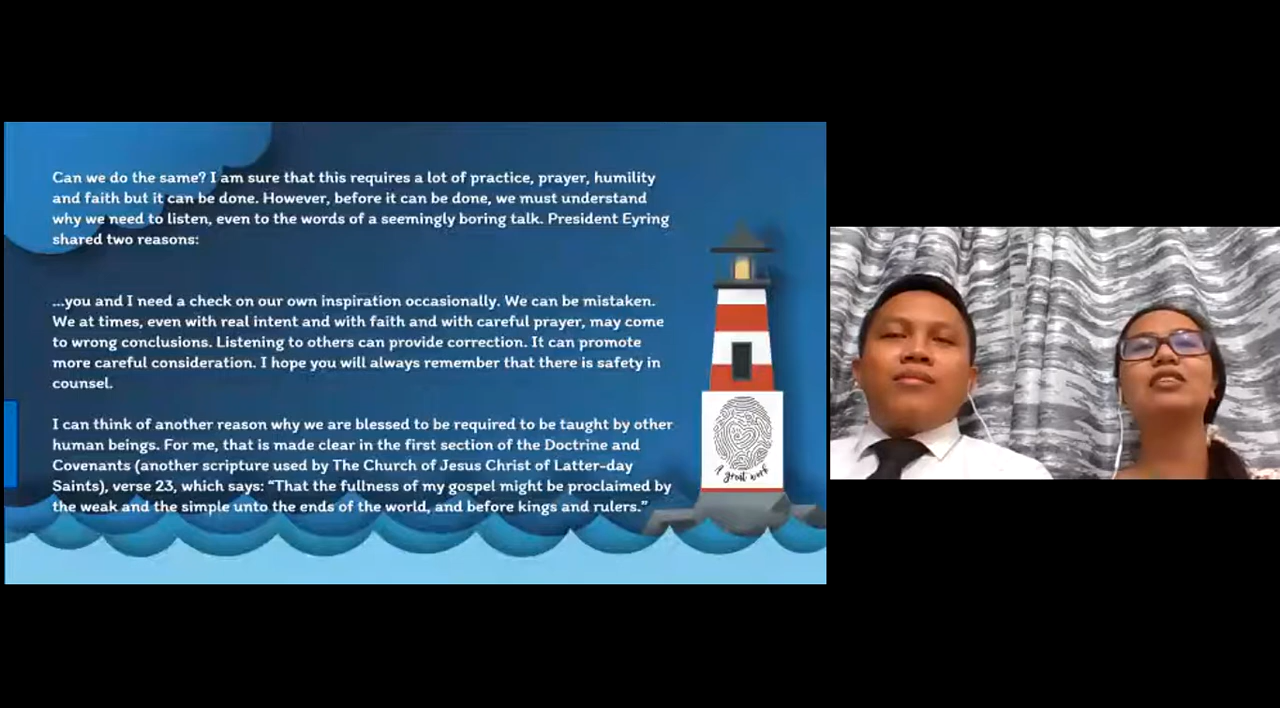 Can we do the same? I am sure that this requires a lot of practice, prayer, humility
and faith but it can be done. However, before it can be done, we must understand
why we need to listen, even to the words of a seemingly boring talk. President Eyring
shared two reasons:
...you and I need a check on our own inspiration occasionally. We can be mistaken.
We at times, even with real intent and with faith and with careful prayer, may come
to wrong conclusions. Listening to others can provide correction. It can promote
more careful consideration. I hope you will always remember that there is safety in
counsel.
I can think of another reason why we are blessed to be required to be taught by other
human beings. For me, that is made clear in the first section of the Doctrine and
Covenants (another scripture used by The Church of Jesus Christ of Latter-day
Saints), verse 23, which says: “That the fullness of my gospel might be proclaimed by
the weak and the simple unto the ends of the world, and before kings and rulers.”
A great work